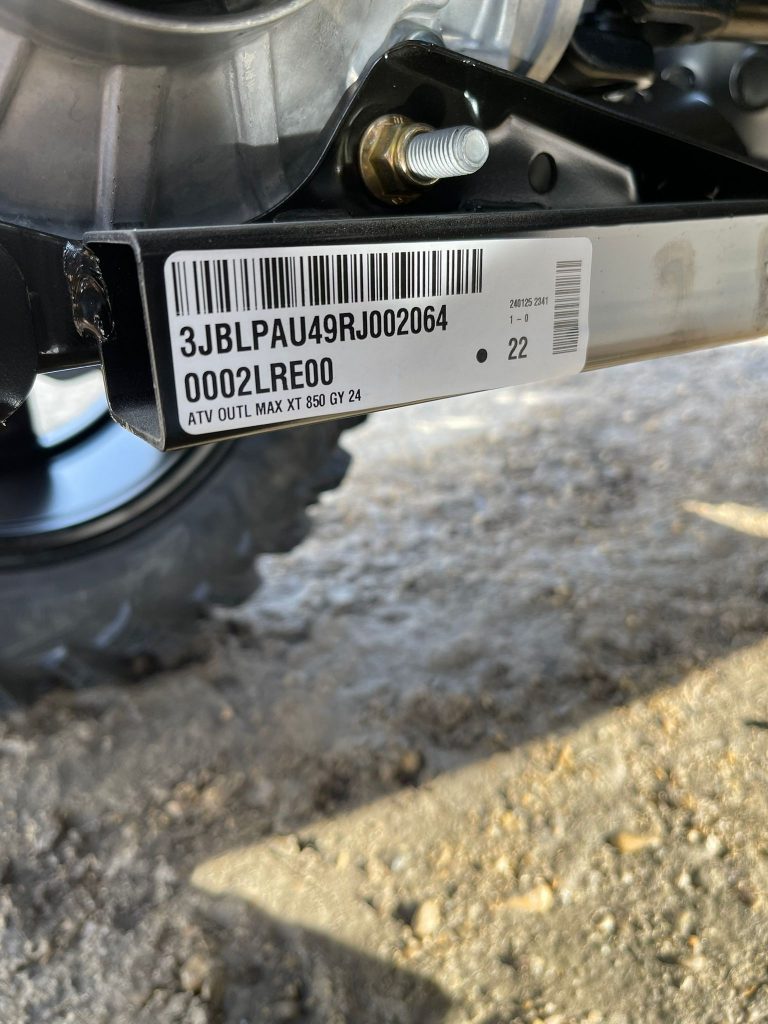 3JBLPAU49RJ002064
0002LRE00
ATV OUTL MAX XT 850 GY 24
240125 2341
1 - 0
22